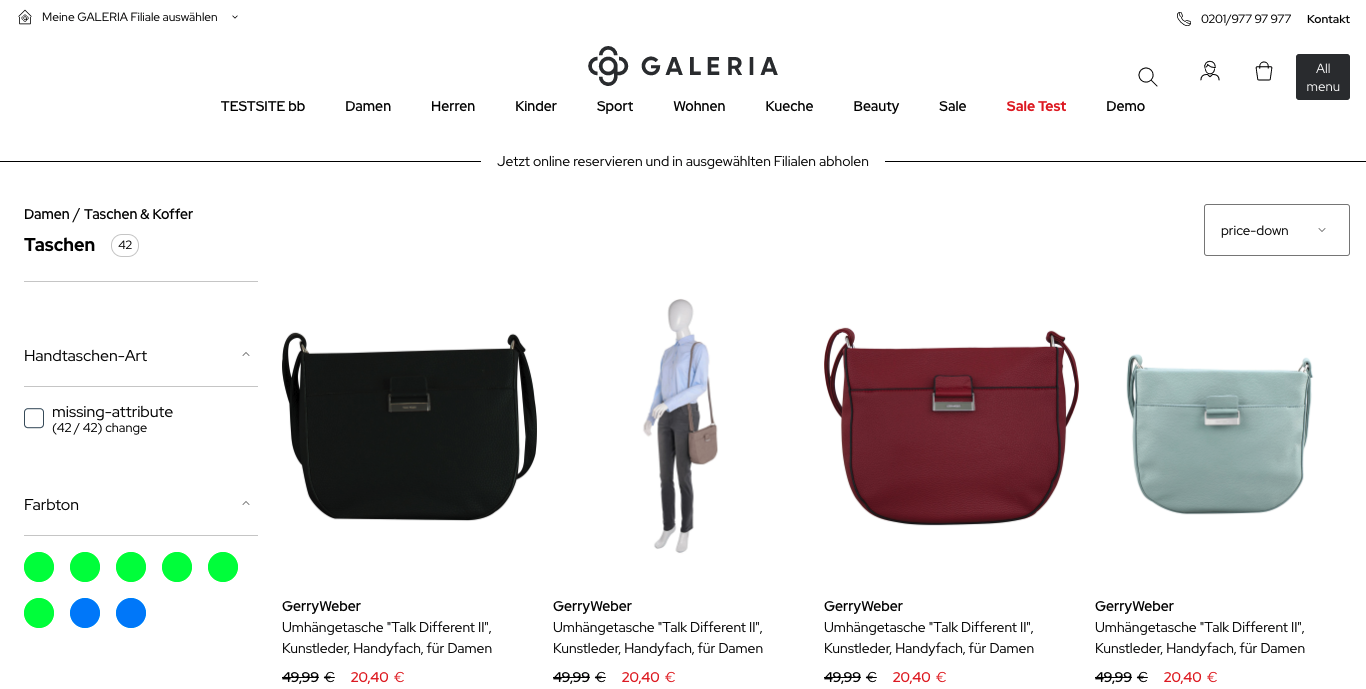 Meine GALERIA Filiale auswählen
0201/977 97 977 Kontakt
GALERIA
All
menu
TESTSITE bb Damen Herren Kinder Sport Wohnen Kueche Beauty Sale Sale Test Demo
Jetzt online reservieren und in ausgewählten Filialen abholen
Damen / Taschen & Koffer
Taschen 42
price-down
Handtaschen-Art
missing-attribute
(42 / 42) change
Farbton
GerryWeber
Umhängetasche "Talk Different II",
Kunstleder, Handyfach, für Damen
49,99 € 20,40 €
GerryWeber
Umhängetasche "Talk Different II",
Kunstleder, Handyfach, für Damen
49,99 € 20,40 €
GerryWeber
Umhängetasche "Talk Different II",
Kunstleder, Handyfach, für Damen
49,99 € 20,40 €
GerryWeber
Umhängetasche "Talk Different II",
Kunstleder, Handyfach, für Damen
49,99 € 20,40 €